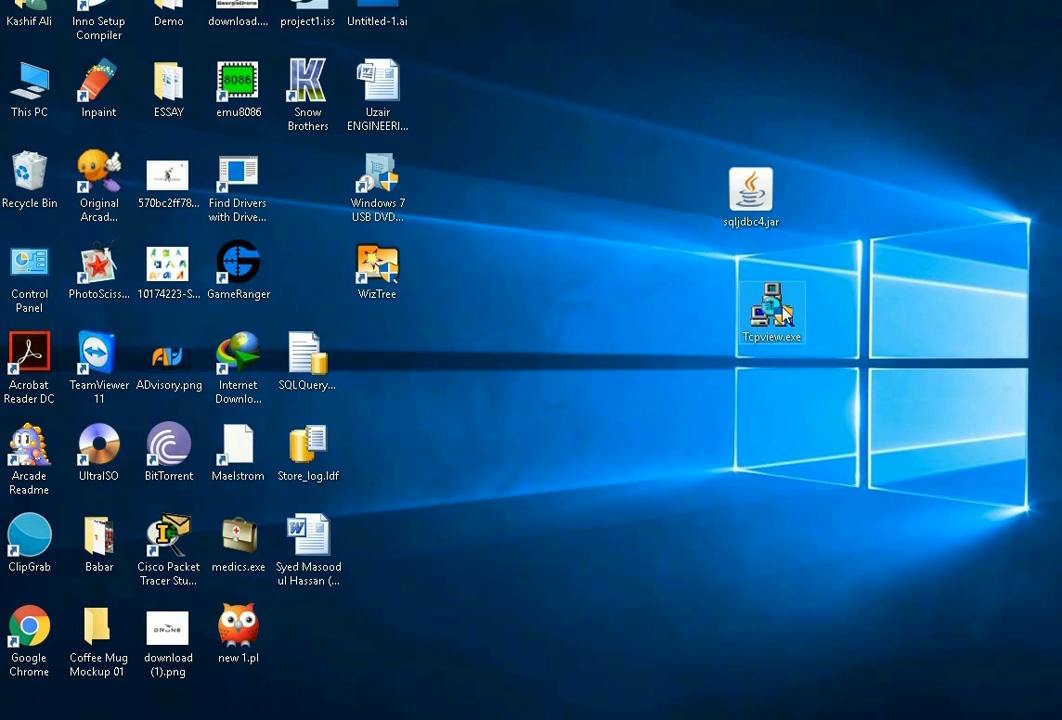 Kashif Ali
Inno Setup
Compiler
Demo
download....
project1.iss
Untitled-1.ai
This PC
Inpaint
ESSAY
8086
emu8086
Snow
Brothers
Uzair
ENGINEERI...
Recycle Bin
Original
Arcad...
570bc2ff78...
Find Drivers
with Drive...
Windows 7
USB DVD...
sqljdbc4.jar
Control
Panel
PhotoSciss...
10174223-S...
GameRanger
WizTree
Tcpview.exe
Acrobat
Reader DC
TeamViewer
11
ADvisory.png
Internet
Downlo...
SQLQuery...
Arcade
Readme
UltraISO
BitTorrent
Maelstrom
Store_log.ldf
ClipGrab
Babar
Cisco Packet
Tracer Stu...
medics.exe
Syed Masood
ul Hassan (...
Google
Chrome
Coffee Mug
Mockup 01
DRUNE
download
(1).png
new 1.pl